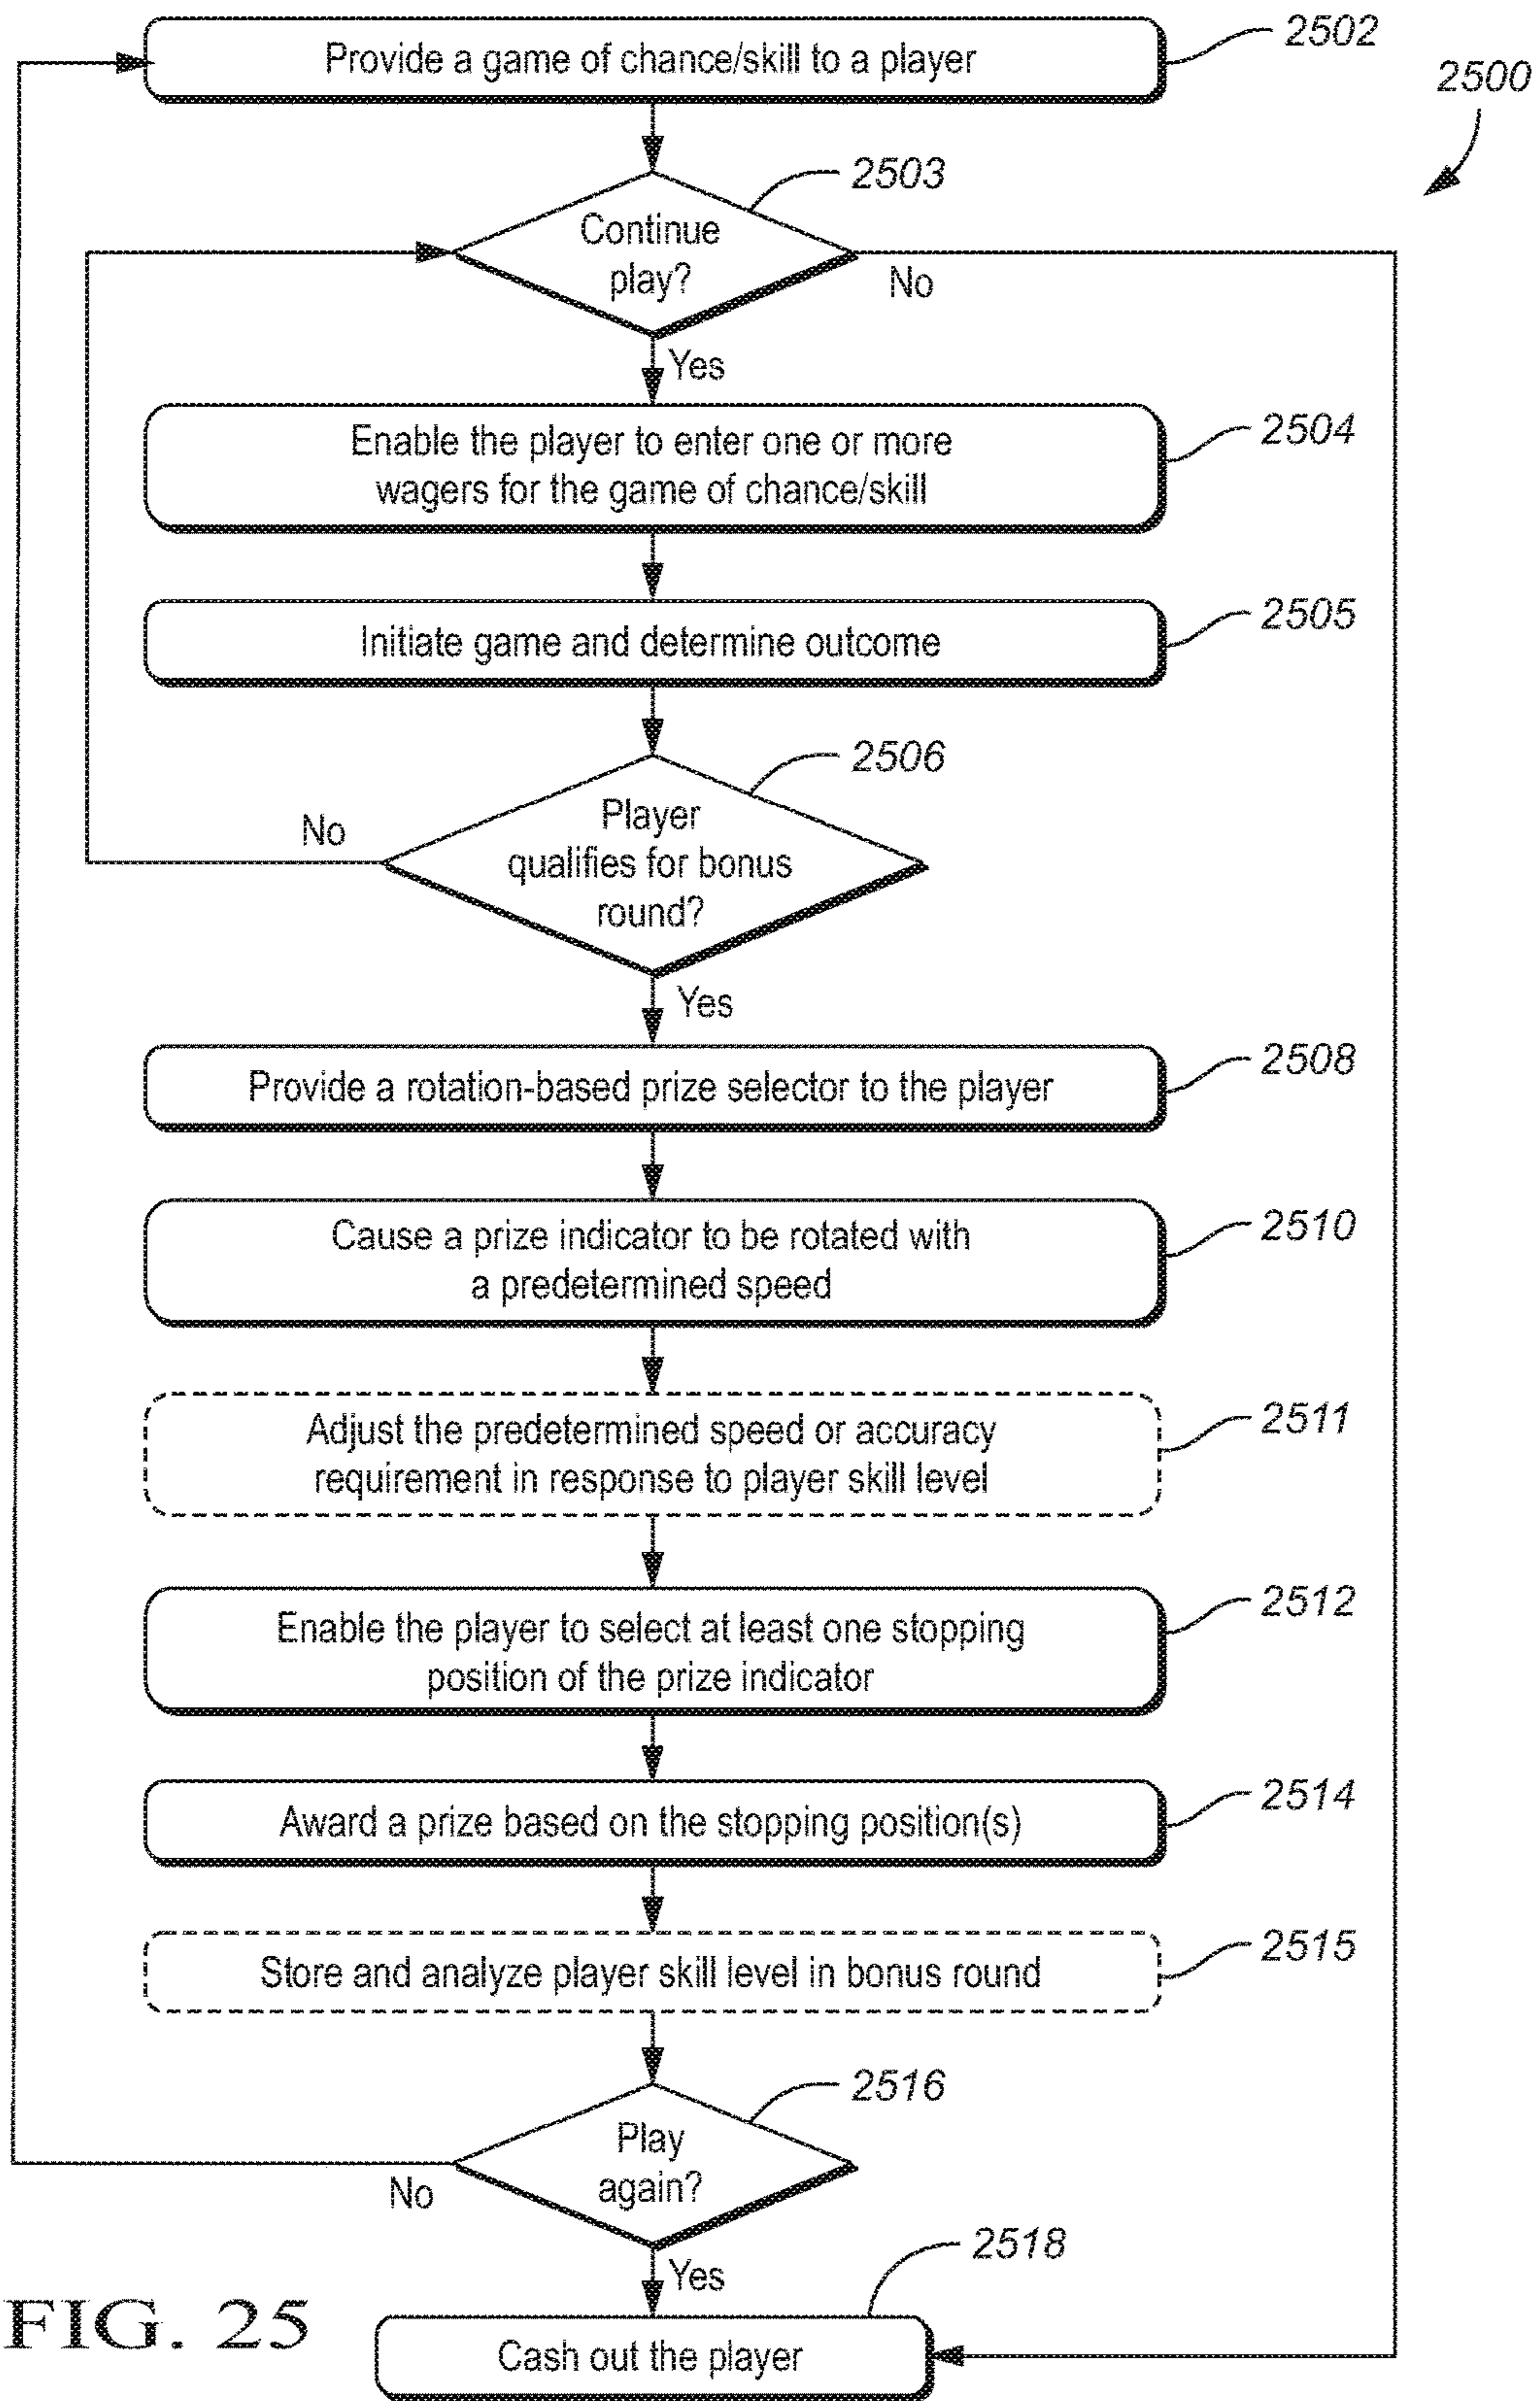 Provide a game of chance/skill to a player
2502
2500
2503
Continue
play?
No
Yes
Enable the player to enter one or more
wagers for the game of chance/skill
2504
Initiate game and determine outcome
2505
2506
Player
qualifies for bonus
round?
No
Yes
Provide a rotation-based prize selector to the player
2508
Cause a prize indicator to be rotated with
a predetermined speed
2510
Adjust the predetermined speed or accuracy
requirement in response to player skill level
2511
Enable the player to select at least one stopping
position of the prize indicator
2512
Award a prize based on the stopping position(s)
2514
Store and analyze player skill level in bonus round
2515
2516
Play
again?
No
Yes
2518
Cash out the player
FIG. 25